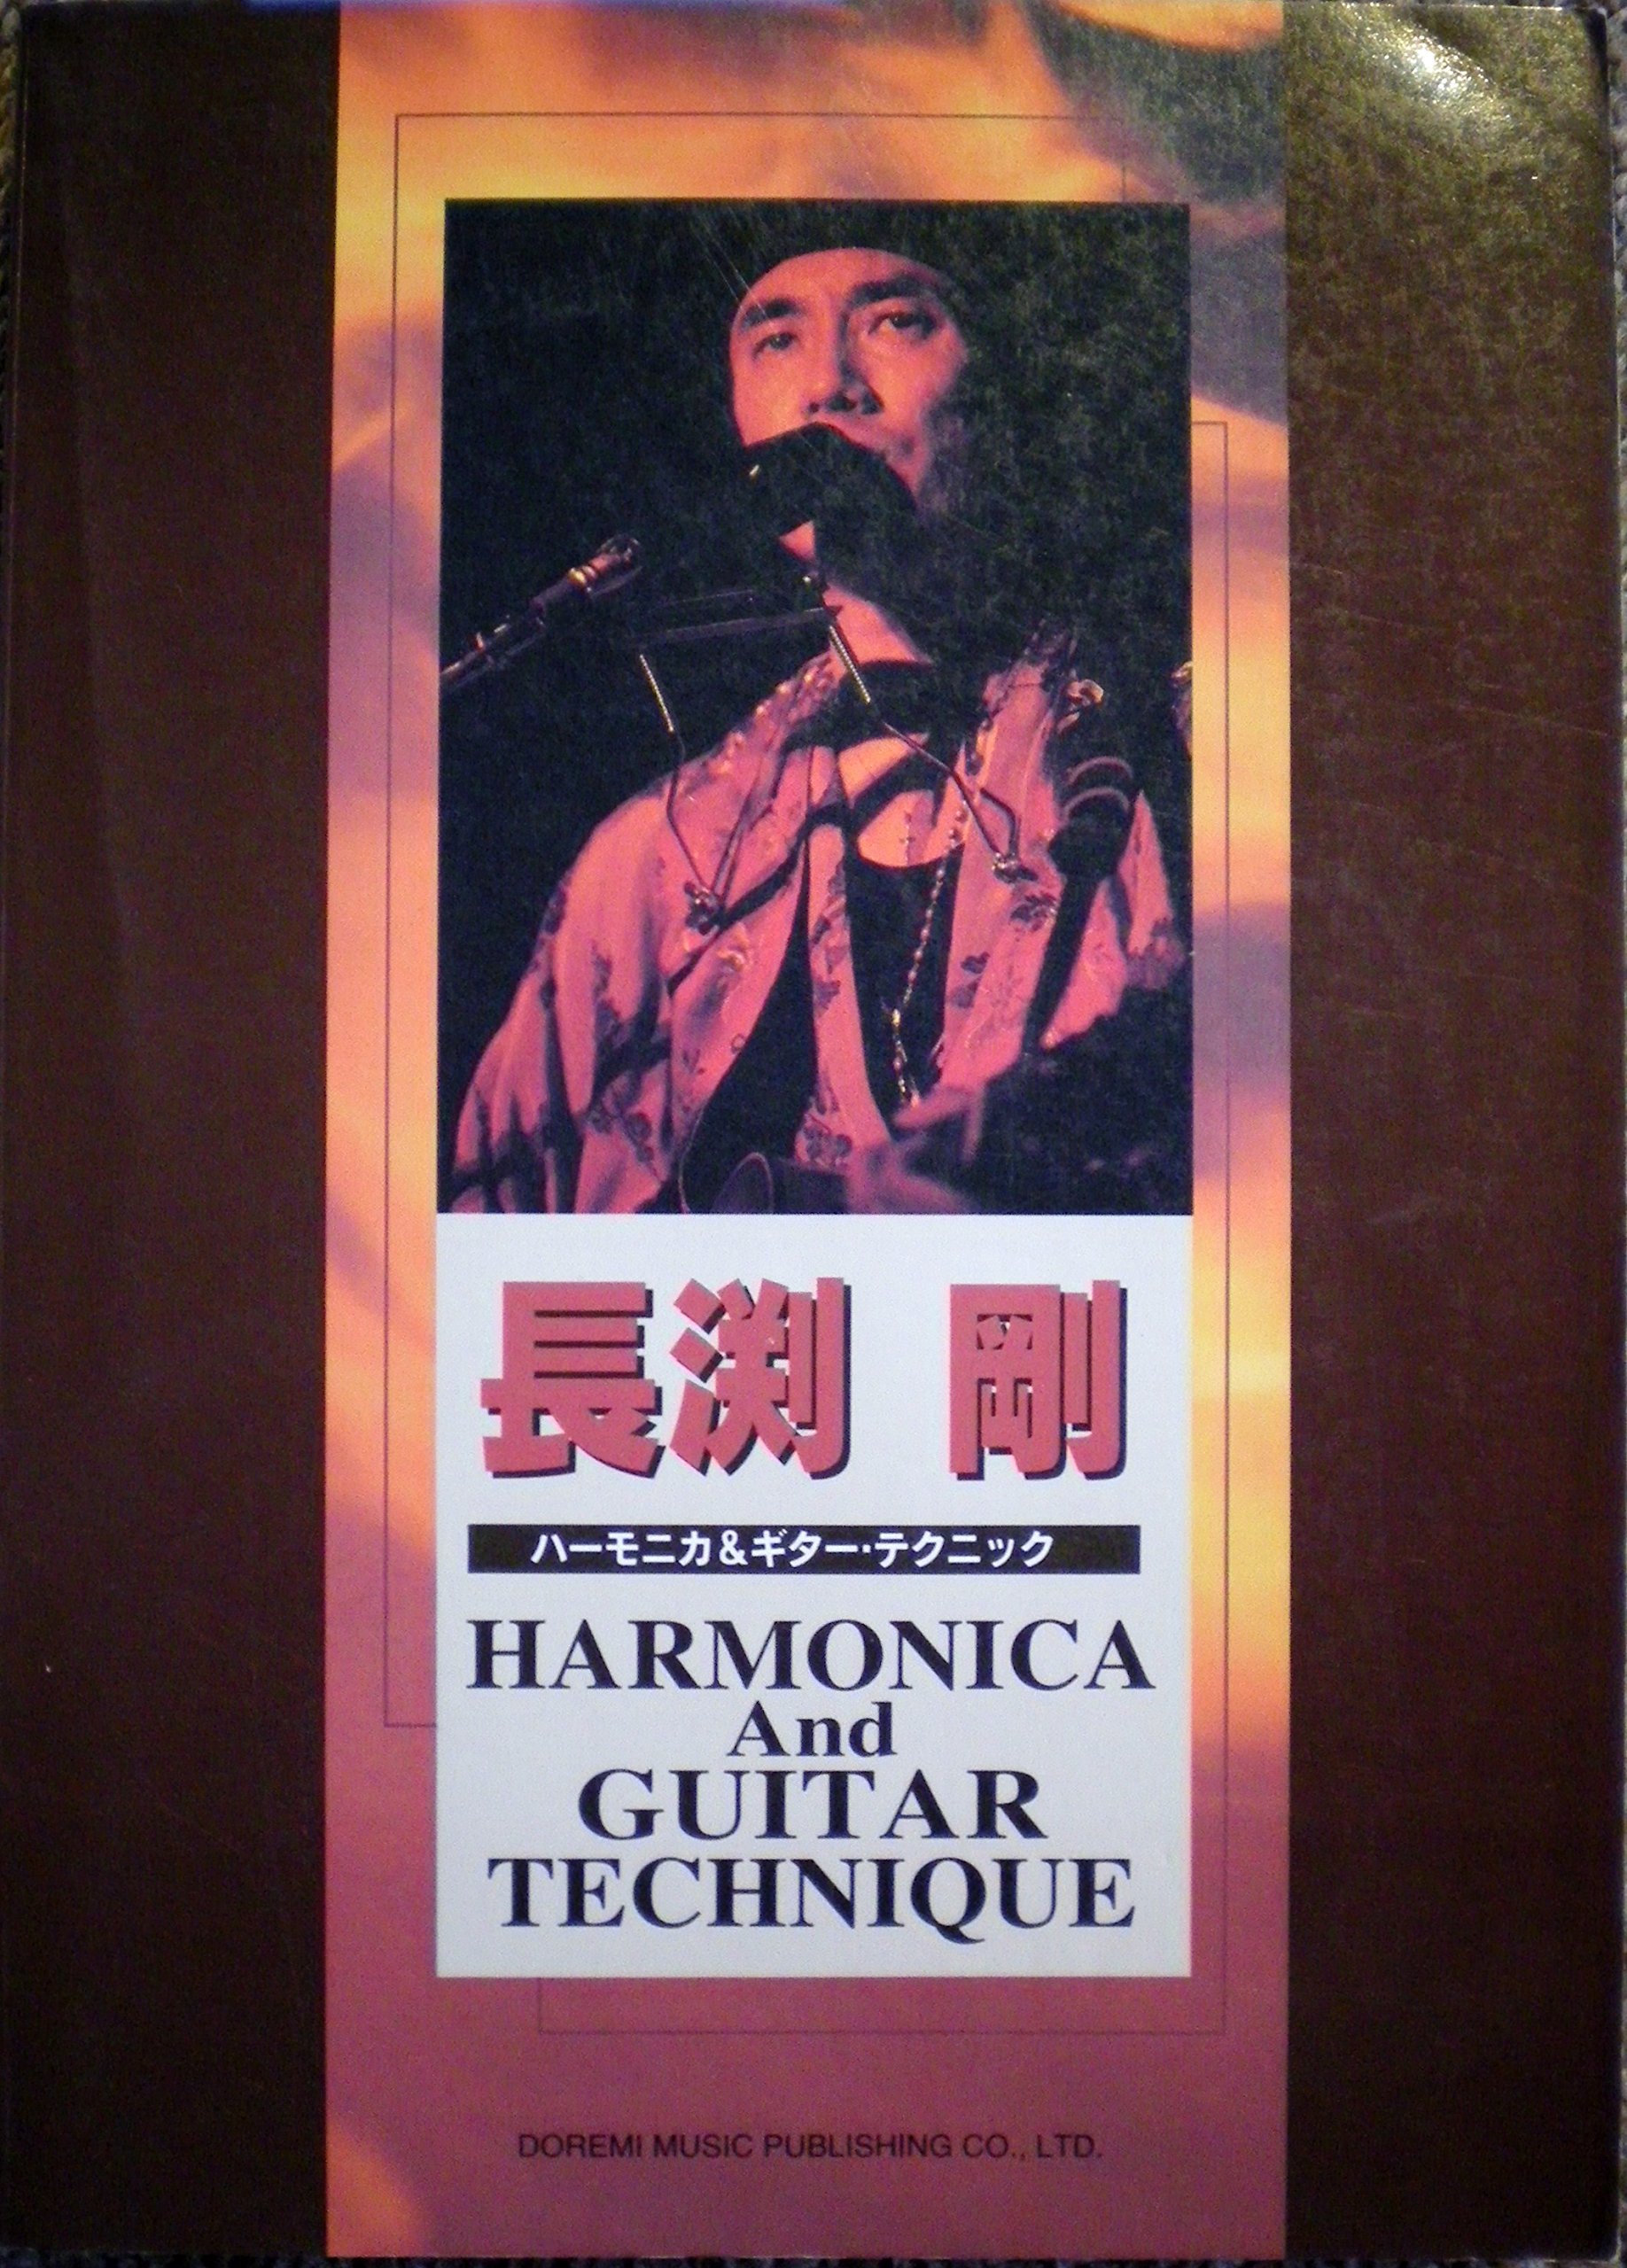 長渕 剛
ハーモニカ&ギター・テクニック
HARMONICA
And
GUITAR
TECHNIQUE
DOREMI MUSIC PUBLISHING CO., LTD.